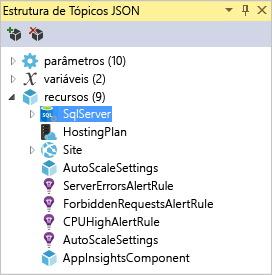 Estrutura de Tópicos JSON
parâmetros (10)
variáveis (2)
recursos (9)
SQL SqlServer
HostingPlan
Site
AutoScaleSettings
ServerErrorsAlertRule
ForbiddenRequestsAlertRule
CPUHighAlertRule
AutoScaleSettings
AppInsightsComponent